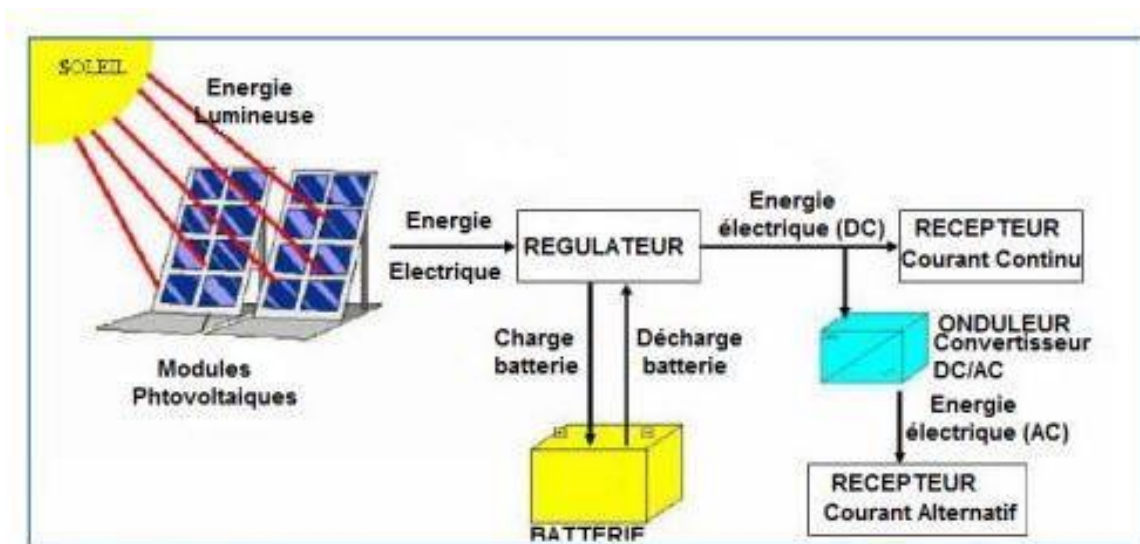 SOLEIL
Energie
Lumineuse
Modules
Phtovoltaiques
Energie
Electrique
REGULATEUR
Charge
batterie
Décharge
batterie
BATTERIE
Energie
électrique (DC)
RECEPTEUR
Courant Continu
ONDULEUR
Convertisseur
DC/AC
Energie
électrique (AC)
RECEPTEUR
Courant Alternatif